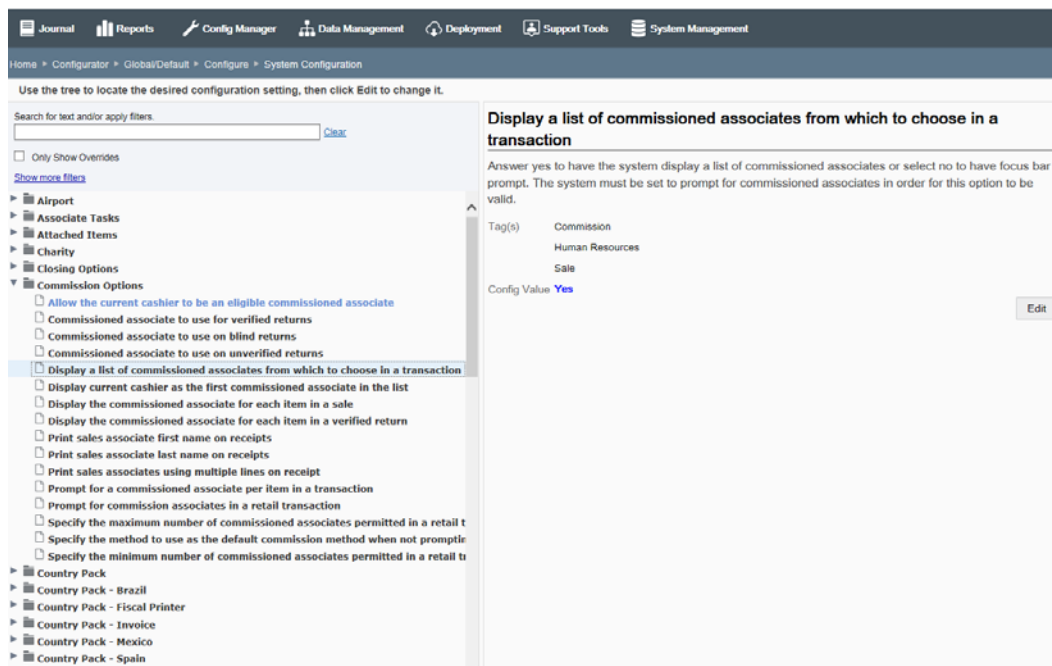 Journal Reports Config Manager Data Management Deployment Support Tools System Management
Home Configurator Global/Default Configure System Configuration
Use the tree to locate the desired configuration setting, then click Edit to change it.
Search for text and/or apply filters.
Clear
Only Show Overrides
Show more filters
Airport
Associate Tasks
Attached Items
Charity
Closing Options
Commission Options
Allow the current cashier to be an eligible commissioned associate
Commissioned associate to use for verified returns
Commissioned associate to use on blind returns
Commissioned associate to use on unverified returns
Display a list of commissioned associates from which to choose in a transaction
Display current cashier as the first commissioned associate in the list
Display the commissioned associate for each item in a sale
Display the commissioned associate for each item in a verified return
Print sales associate first name on receipts
Print sales associate last name on receipts
Print sales associates using multiple lines on receipt
Prompt for a commissioned associate per item in a transaction
Prompt for commission associates in a retail transaction
Specify the maximum number of commissioned associates permitted in a retail t
Specify the method to use as the default commission method when not promptin
Specify the minimum number of commissioned associates permitted in a retail tr
Country Pack
Country Pack - Brazil
Country Pack - Fiscal Printer
Country Pack - Invoice
Country Pack - Mexico
Country Pack - Spain
Display a list of commissioned associates from which to choose in a
transaction
Answer yes to have the system display a list of commissioned associates or select no to have focus bar
prompt. The system must be set to prompt for commissioned associates in order for this option to be
valid.
Tag(s) Commission
Human Resources
Sale
Config Value Yes
Edit